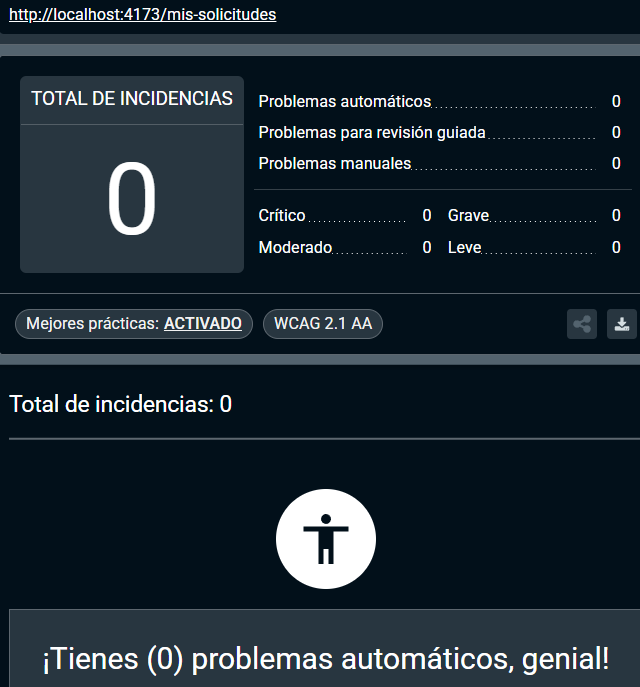 http://localhost:4173/mis-solicitudes
TOTAL DE INCIDENCIAS
0
Problemas automáticos 0
Problemas para revisión guiada 0
Problemas manuales 0
Crítico 0 Grave 0
Moderado 0 Leve 0
Mejores prácticas: ACTIVADO WCAG 2.1 AA
Total de incidencias: 0
¡Tienes (0) problemas automáticos, genial!